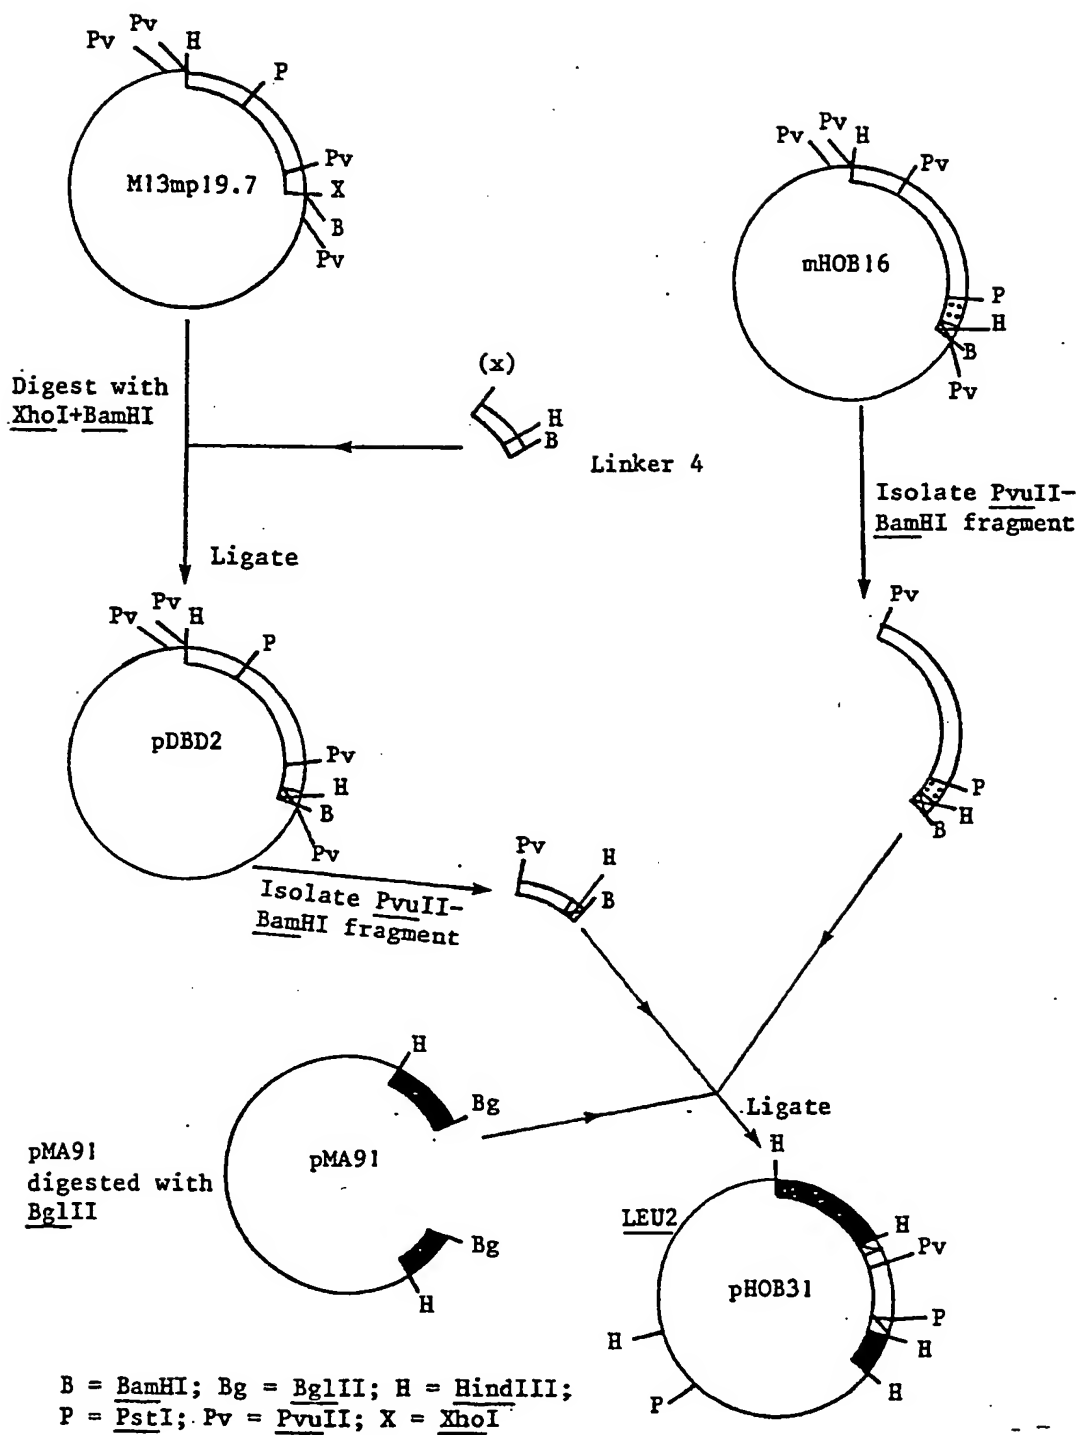 Pv
Pv
H
P
Pv
X
B
Pv
M13mp19.7
Pv
Pv
H
Pv
P
H
B
Pv
mHOB16
Digest with
XhoI+BamHI
(x)
H
B
Linker 4
Isolate PvuII-
BamHI fragment
Ligate
Pv
Pv
H
P
Pv
H
B
Pv
pDBD2
Pv
P
H
B
Isolate PvuII-
BamHI fragment
Pv
H
B
pMA91
digested with
BglII
H
Bg
pMA91
Bg
H
Ligate
H
LEU2
H
Pv
pHOB31
P
H
H
H
P
B = BamHI; Bg = BglII; H = HindIII;
P = PstI; Pv = PvuII; X = XhoI